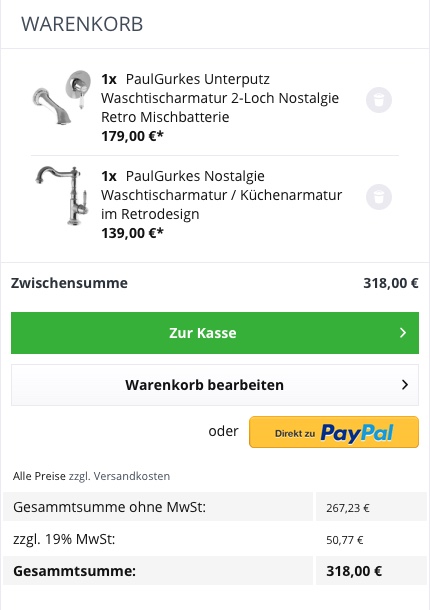 WARENKORB
1x PaulGurkes Unterputz
Waschtischarmatur 2-Loch Nostalgie
Retro Mischbatterie
179,00 €*
1x PaulGurkes Nostalgie
Waschtischarmatur / Küchenarmatur
im Retrodesign
139,00 €*
Zwischensumme 318,00 €
Zur Kasse
Warenkorb bearbeiten
oder Direkt zu PayPal
Alle Preise zzgl. Versandkosten
Gesammtsumme ohne MwSt: 267,23 €
zzgl. 19% MwSt: 50,77 €
Gesammtsumme: 318,00 €